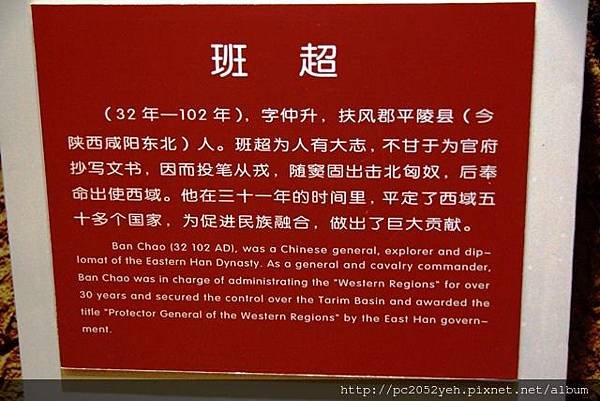 班 超
(32年—102年)，字仲升，扶风郡平陵县（今
陕西咸阳东北）人。班超为人有大志，不甘于为官府
抄写文书，因而投笔从戎，随窦固出击北匈奴，后奉
命出使西域。他在三十一年的时间里，平定了西域五
十多个国家，为促进民族融合，做出了巨大贡献。
Ban Chao (32 102 AD), was a Chinese general, explorer and dip-
lomat of the Eastern Han Dynasty. As a general and cavalry commander,
Ban Chao was in charge of administrating the "Western Regions" for over
30 years and secured the control over the Tarim Basin and awarded the
title "Protector General of the Western Regions" by the East Han govern-
ment.
http://pc2052yeh.pixnet.net/album